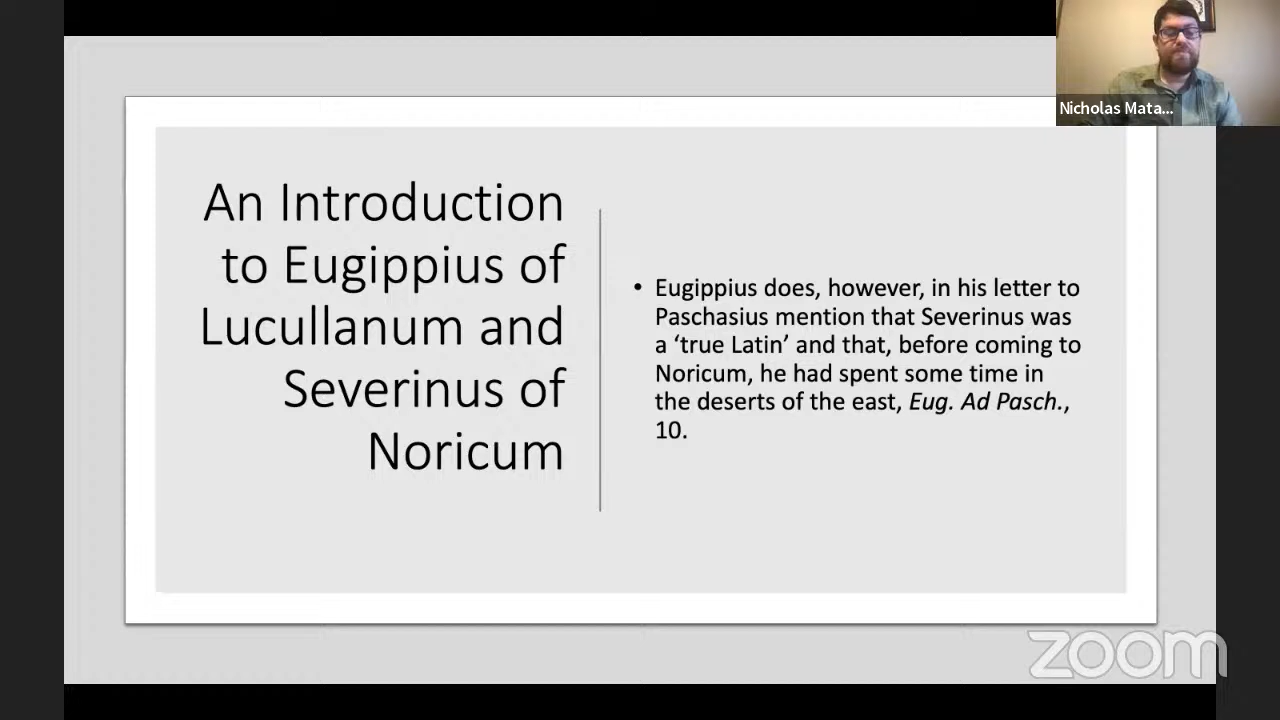 Nicholas Mata...
An Introduction
to Eugippius of
Lucullanum and
Severinus of
Noricum
• Eugippius does, however, in his letter to
Paschasius mention that Severinus was
a ‘true Latin’ and that, before coming to
Noricum, he had spent some time in
the deserts of the east, Eug. Ad Pasch.,
10.
zoom